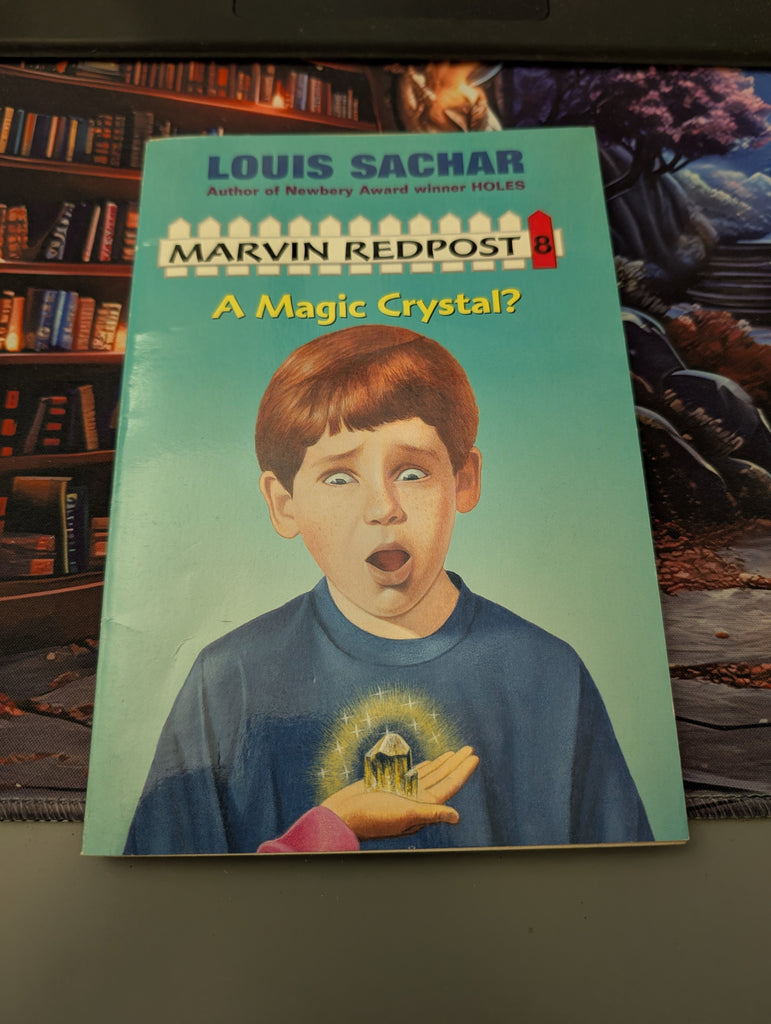 LOUIS SACHAR
Author of Newbery Award winner HOLES
MARVIN REDPOST 8
A Magic Crystal?